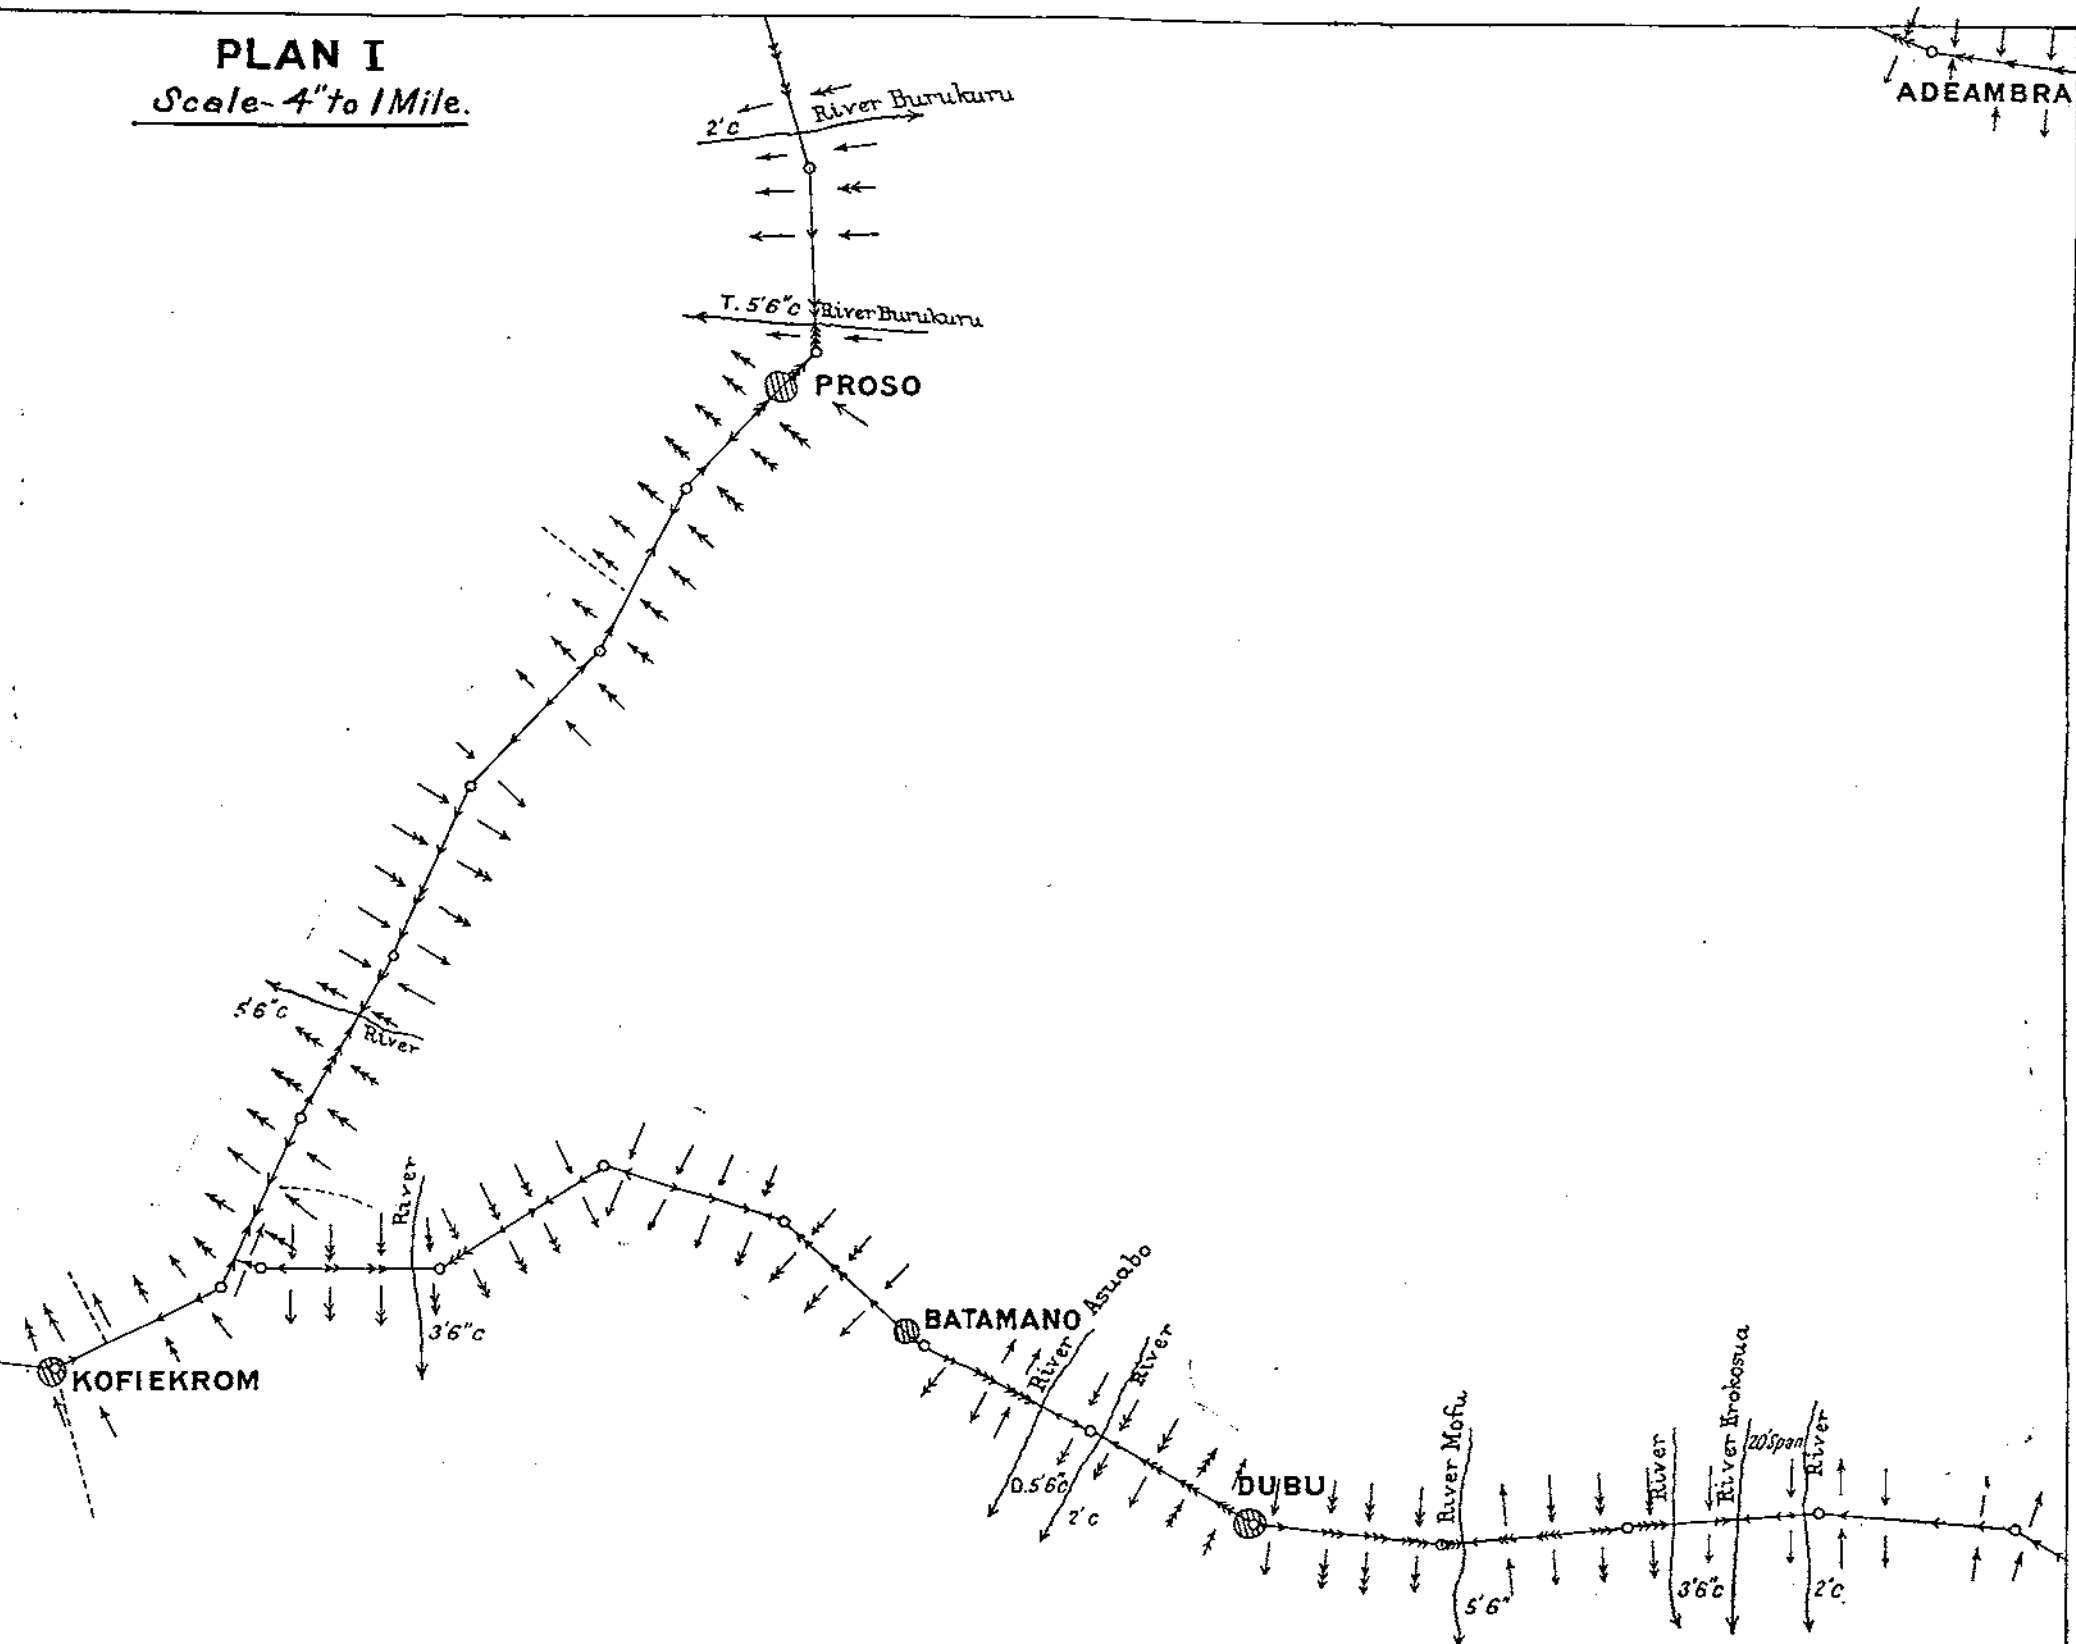 PLAN I
Scale-4"to 1 Mile.
ADEAMBRA
River Burukuru
2'c
T. 5'6"c River Burukuru
PROSO
5'6"c
River
River
3'6"c
KOFIEKROM
BATAMANO
River Asuabo
River
D. 5'6"c
2'c
DUBU
River Mofu
5'6"
River
3'6"c
River Krokosua
20'Span
River
2'c